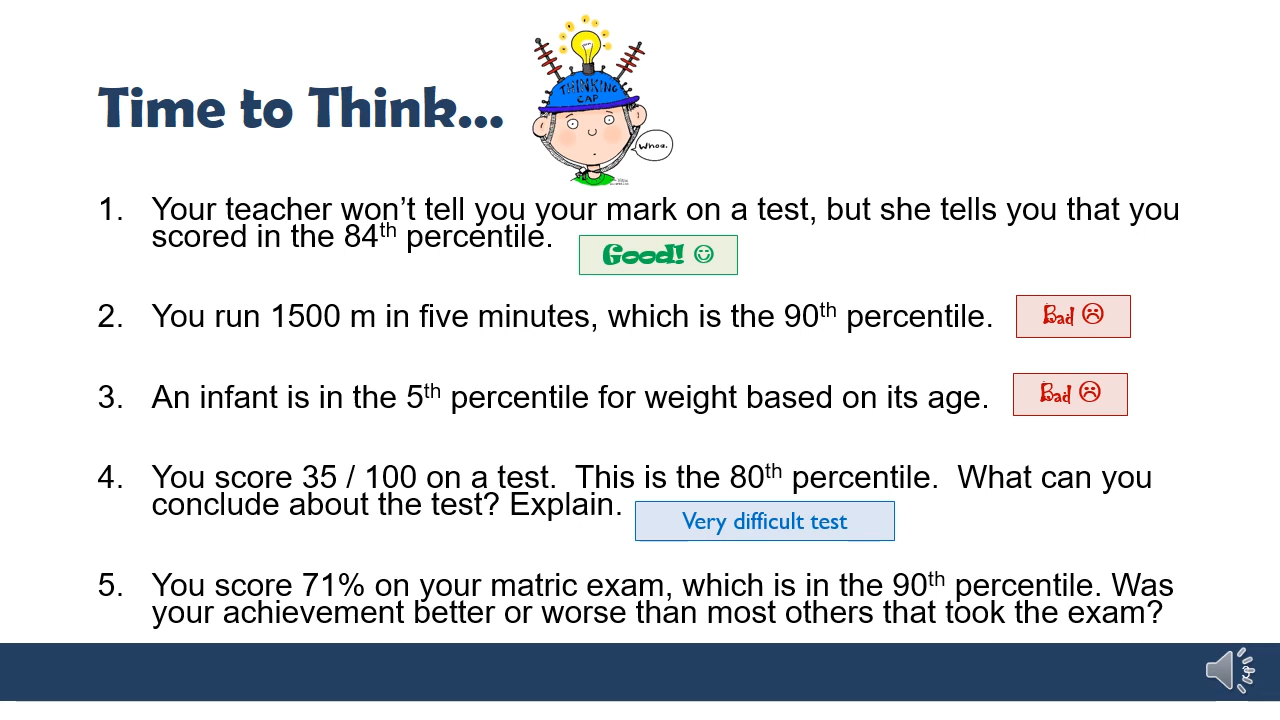 Time to Think...
THINKING
CAP
Whoa.
1. Your teacher won’t tell you your mark on a test, but she tells you that you
scored in the 84th percentile.
Good! ☺
2. You run 1500 m in five minutes, which is the 90th percentile.
Bad ☹
3. An infant is in the 5th percentile for weight based on its age.
Bad ☹
4. You score 35 / 100 on a test.  This is the 80th percentile.  What can you
conclude about the test? Explain.
Very difficult test
5. You score 71% on your matric exam, which is in the 90th percentile. Was
your achievement better or worse than most others that took the exam?